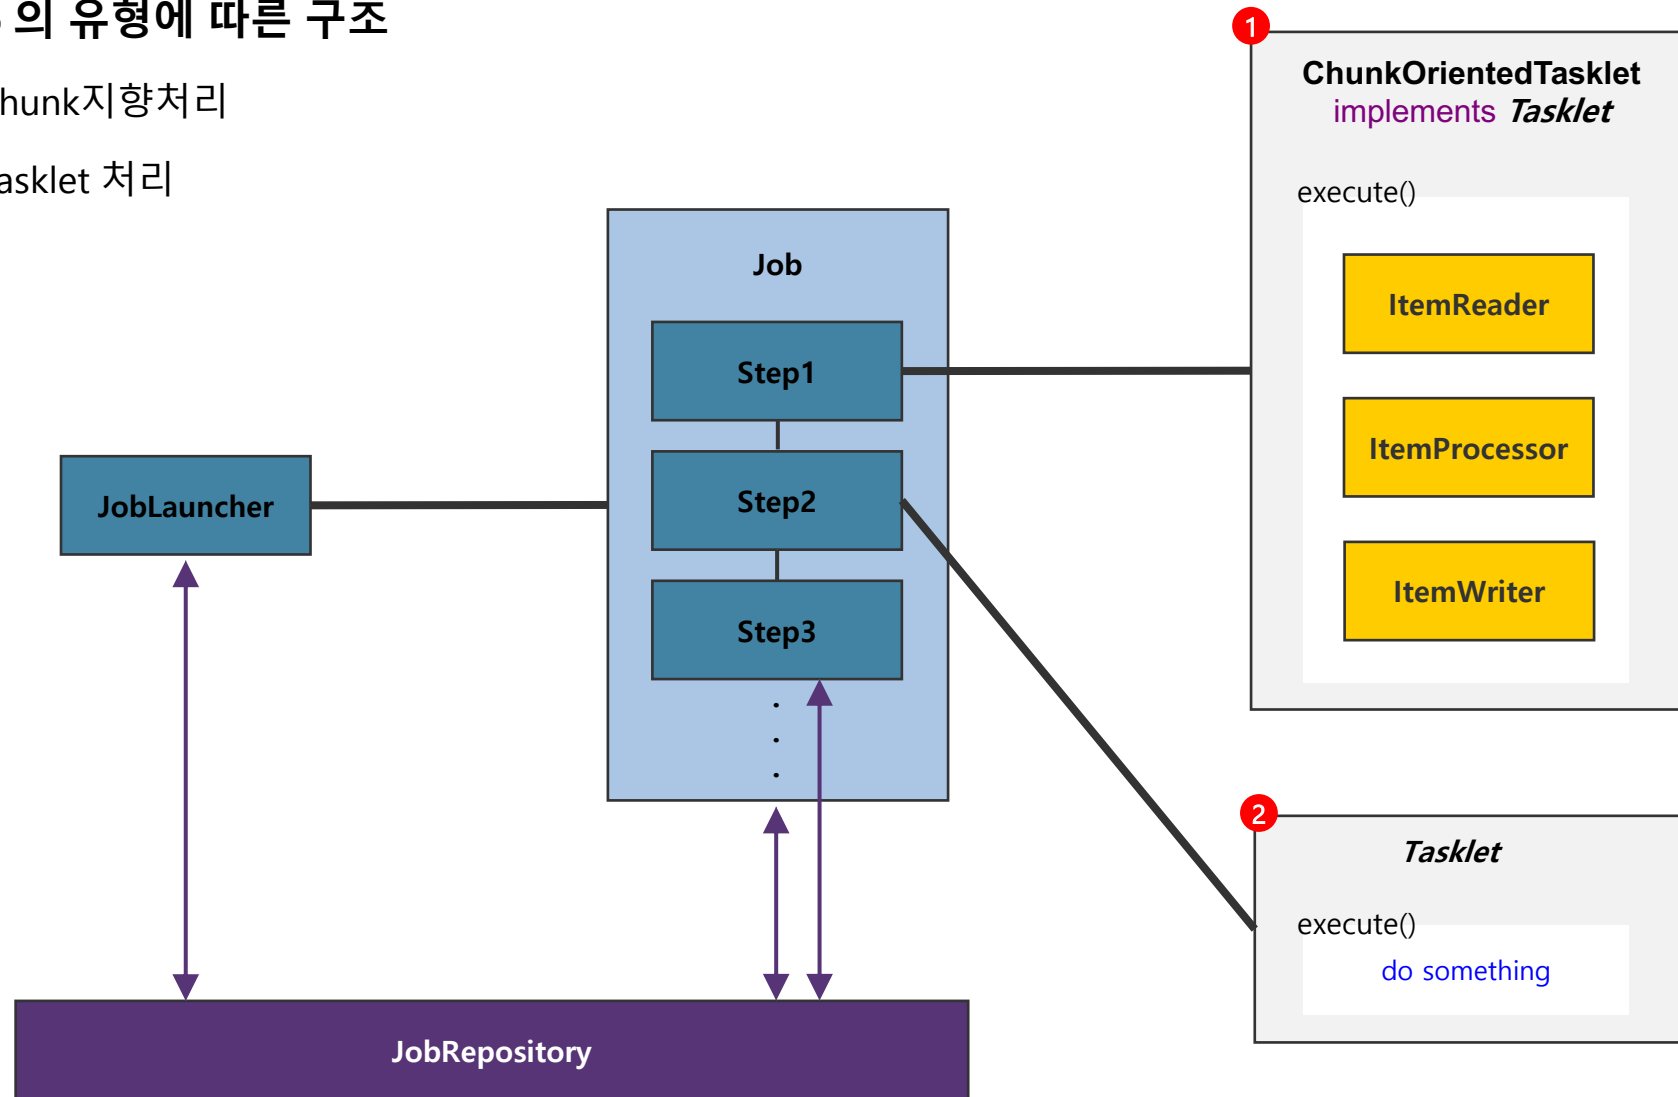 의 유형에 따른 구조
hunk지향처리
asklet 처리
1
ChunkOrientedTasklet
implements Tasklet
execute()
ItemReader
ItemProcessor
ItemWriter
Job
Step1
Step2
Step3
.
.
.
JobLauncher
JobRepository
2
Tasklet
execute()
do something